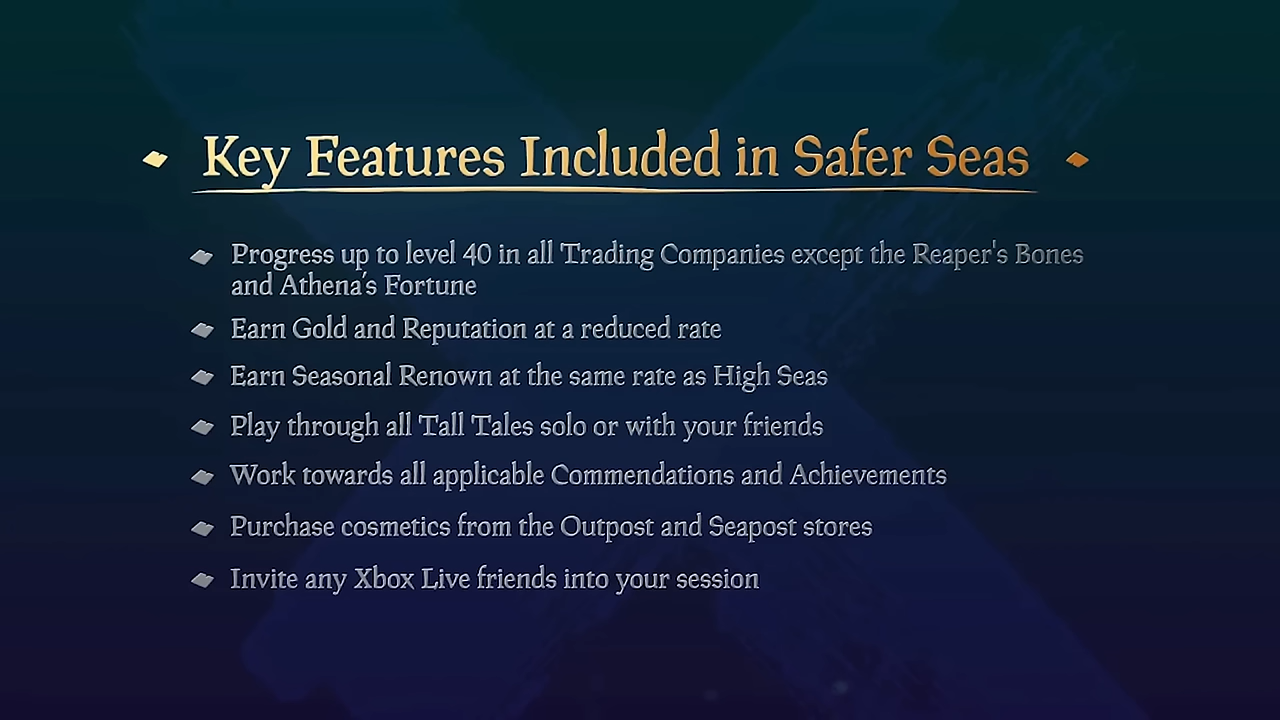 Key Features Included in Safer Seas
Progress up to level 40 in all Trading Companies except the Reaper's Bones
and Athena's Fortune
Earn Gold and Reputation at a reduced rate
Earn Seasonal Renown at the same rate as High Seas
Play through all Tall Tales solo or with your friends
Work towards all applicable Commendations and Achievements
Purchase cosmetics from the Outpost and Seapost stores
Invite any Xbox Live friends into your session